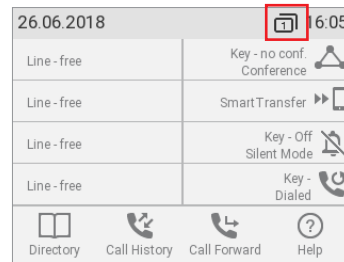 26.06.2018 1 16:05
Line - free
Key - no conf.
Conference
Line - free
SmartTransfer
Line - free
Key - Off
Silent Mode
Line - free
Key -
Dialed
Directory Call History Call Forward ? Help